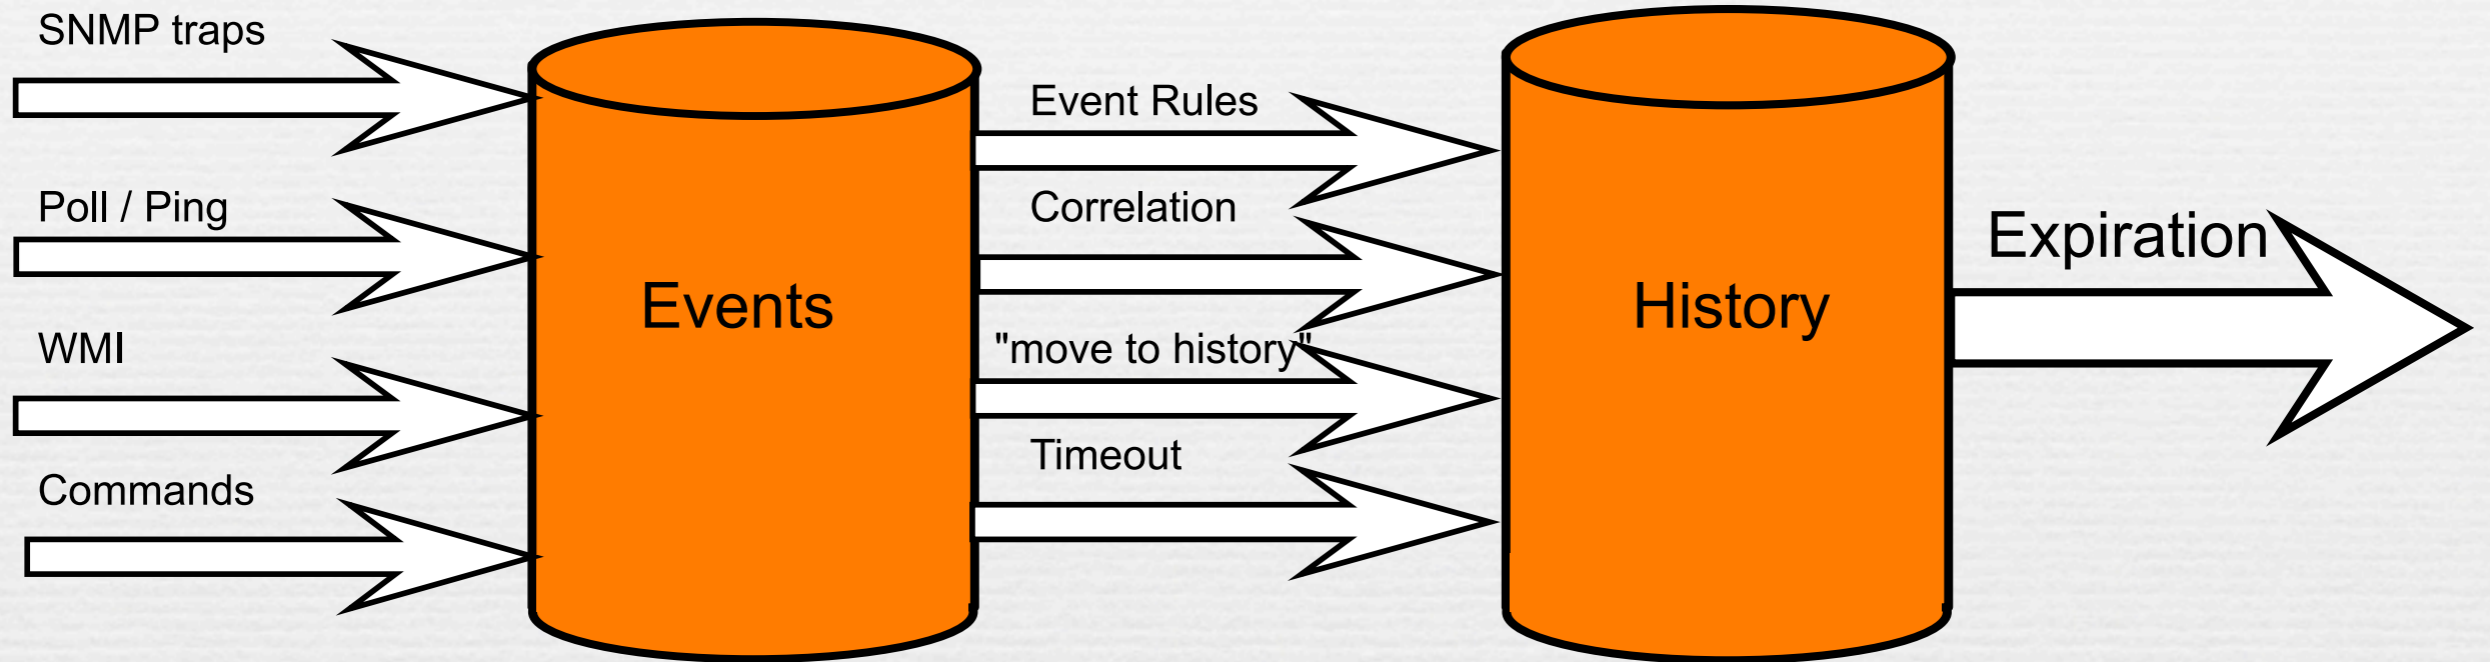 SNMP traps
Poll / Ping
WMI
Commands
Events
Event Rules
Correlation
"move to history"
Timeout
History
Expiration